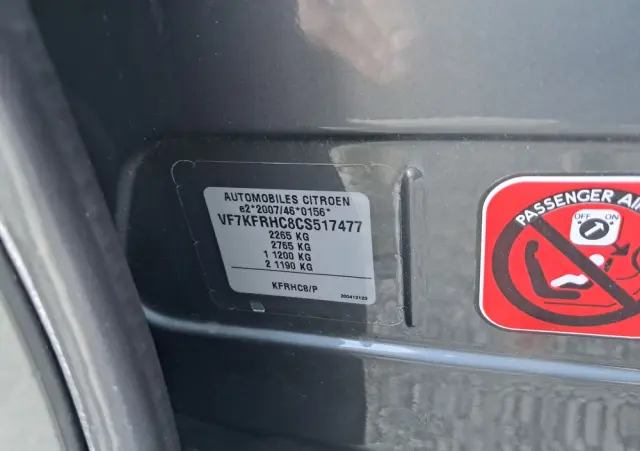 AUTOMOBILES CITROEN
e2*2007/46*0156*
VF7KFRHC8CS517477
2265 KG
2765 KG
1 1200 KG
2 1190 KG
KFRHC8/P
PASSENGER AI
OFF ON